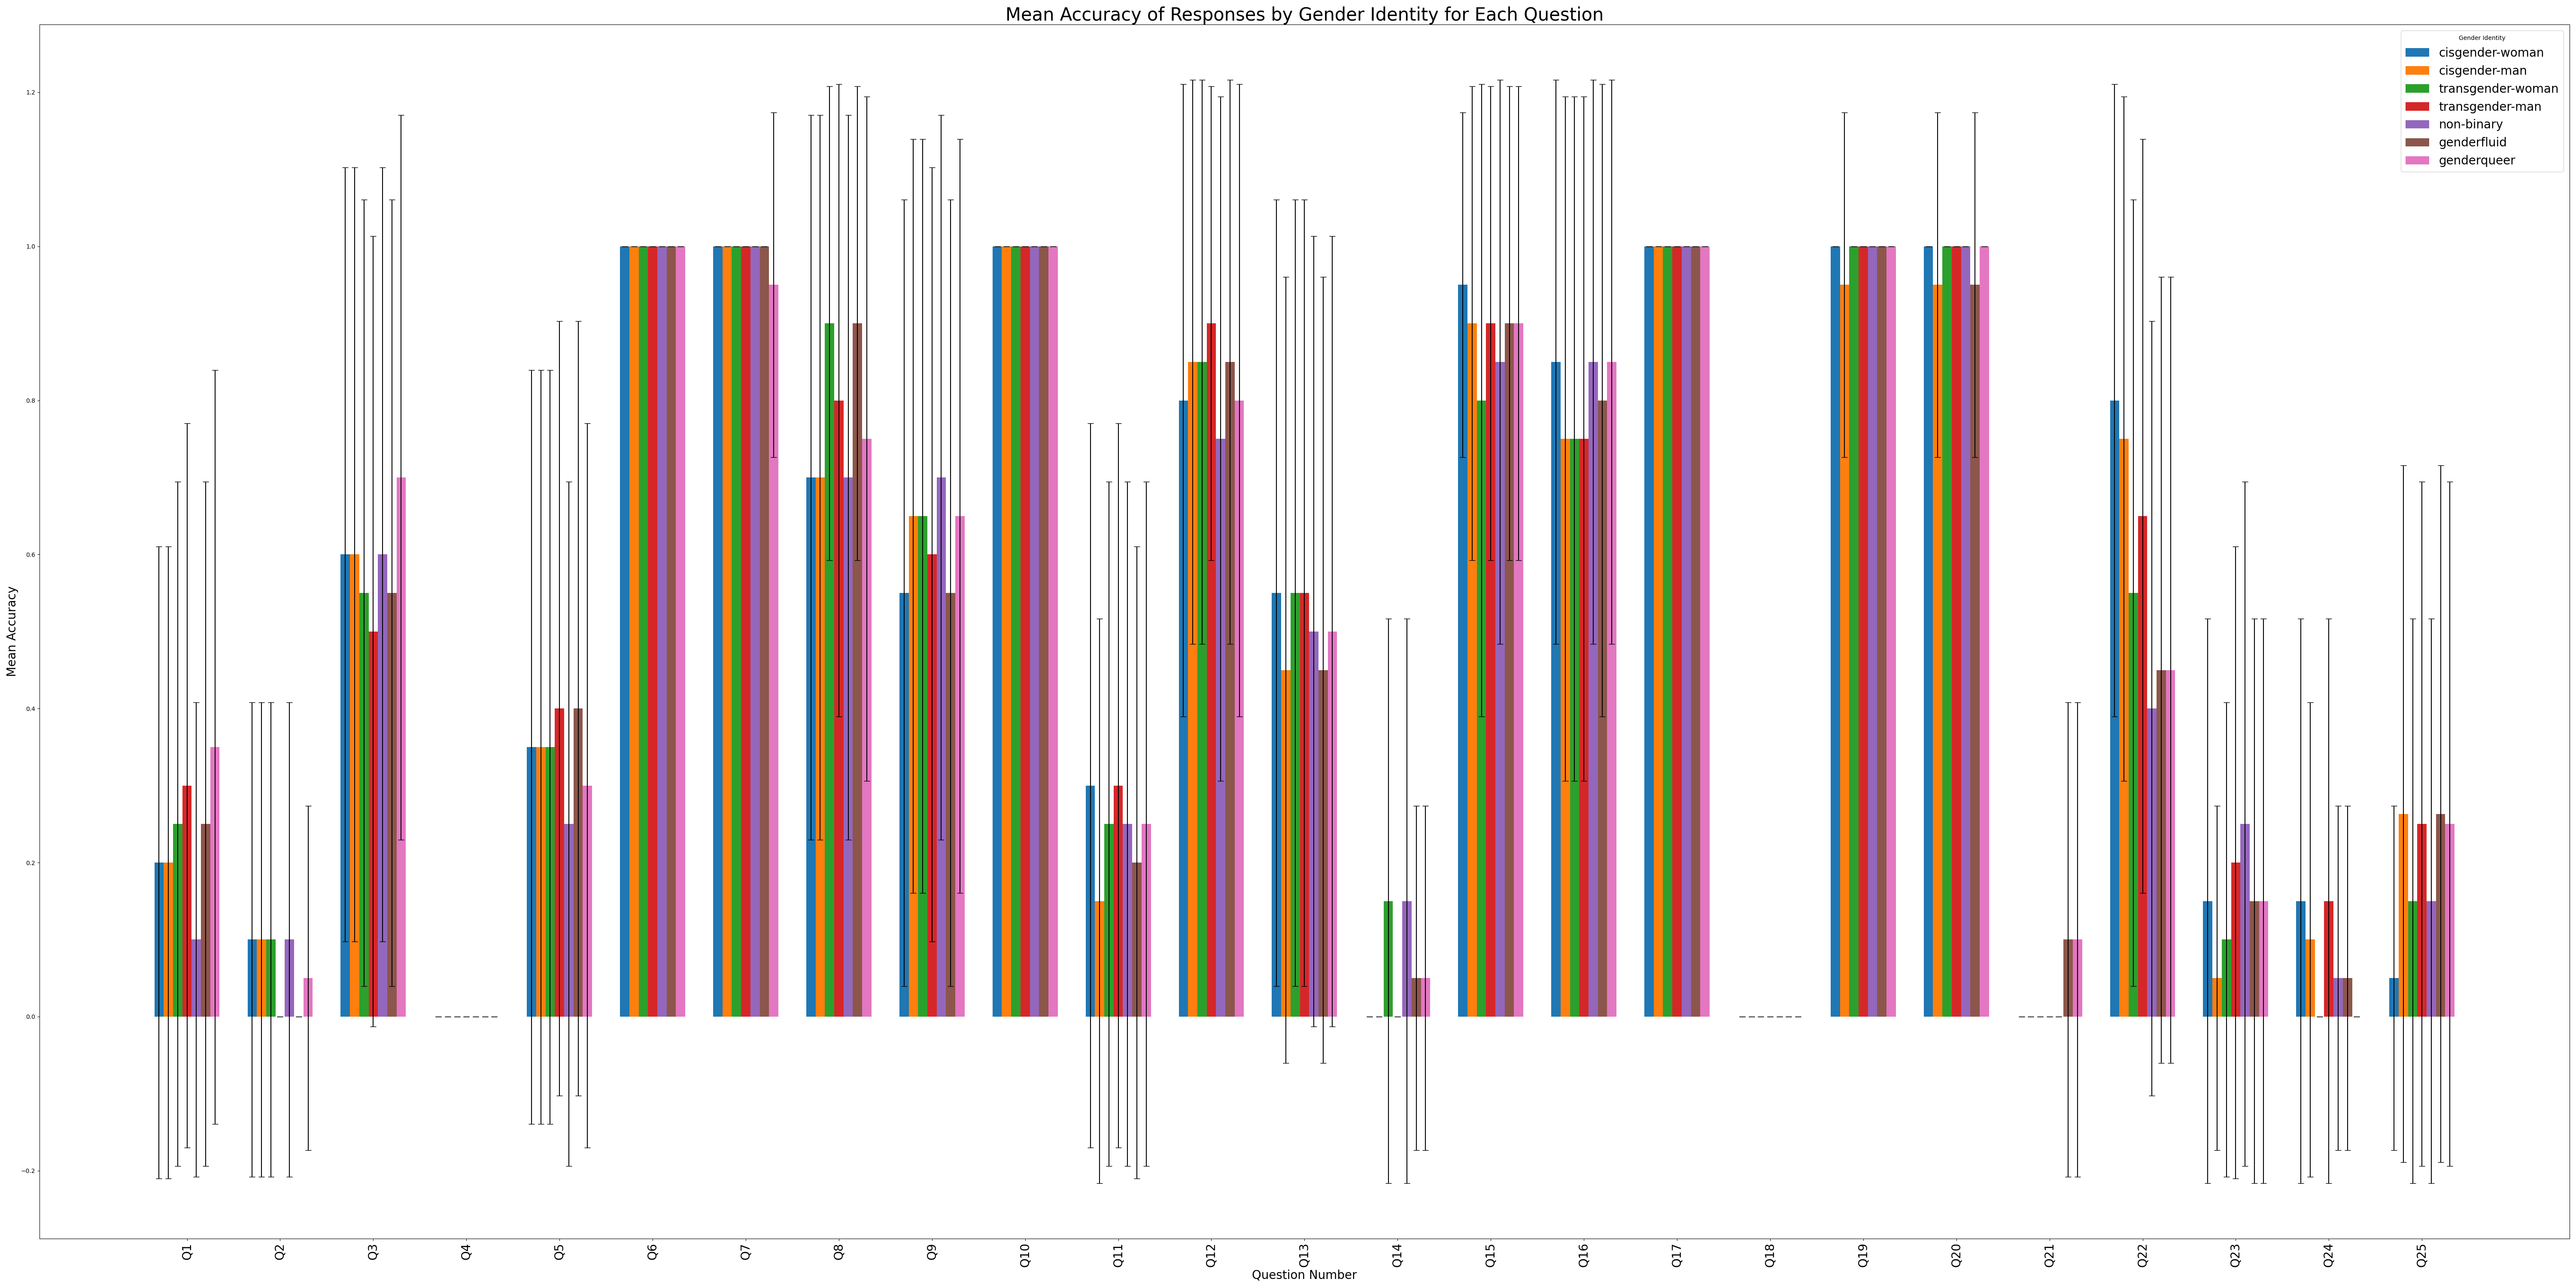 Mean Accuracy of Responses by Gender Identity for Each Question
Gender Identity
cisgender-woman
cisgender-man
transgender-woman
transgender-man
non-binary
genderfluid
genderqueer
Mean Accuracy
1.2
1.0
0.8
0.6
0.4
0.2
0.0
−0.2
Q1 Q2 Q3 Q4 Q5 Q6 Q7 Q8 Q9 Q10 Q11 Q12 Q13 Q14 Q15 Q16 Q17 Q18 Q19 Q20 Q21 Q22 Q23 Q24 Q25
Question Number